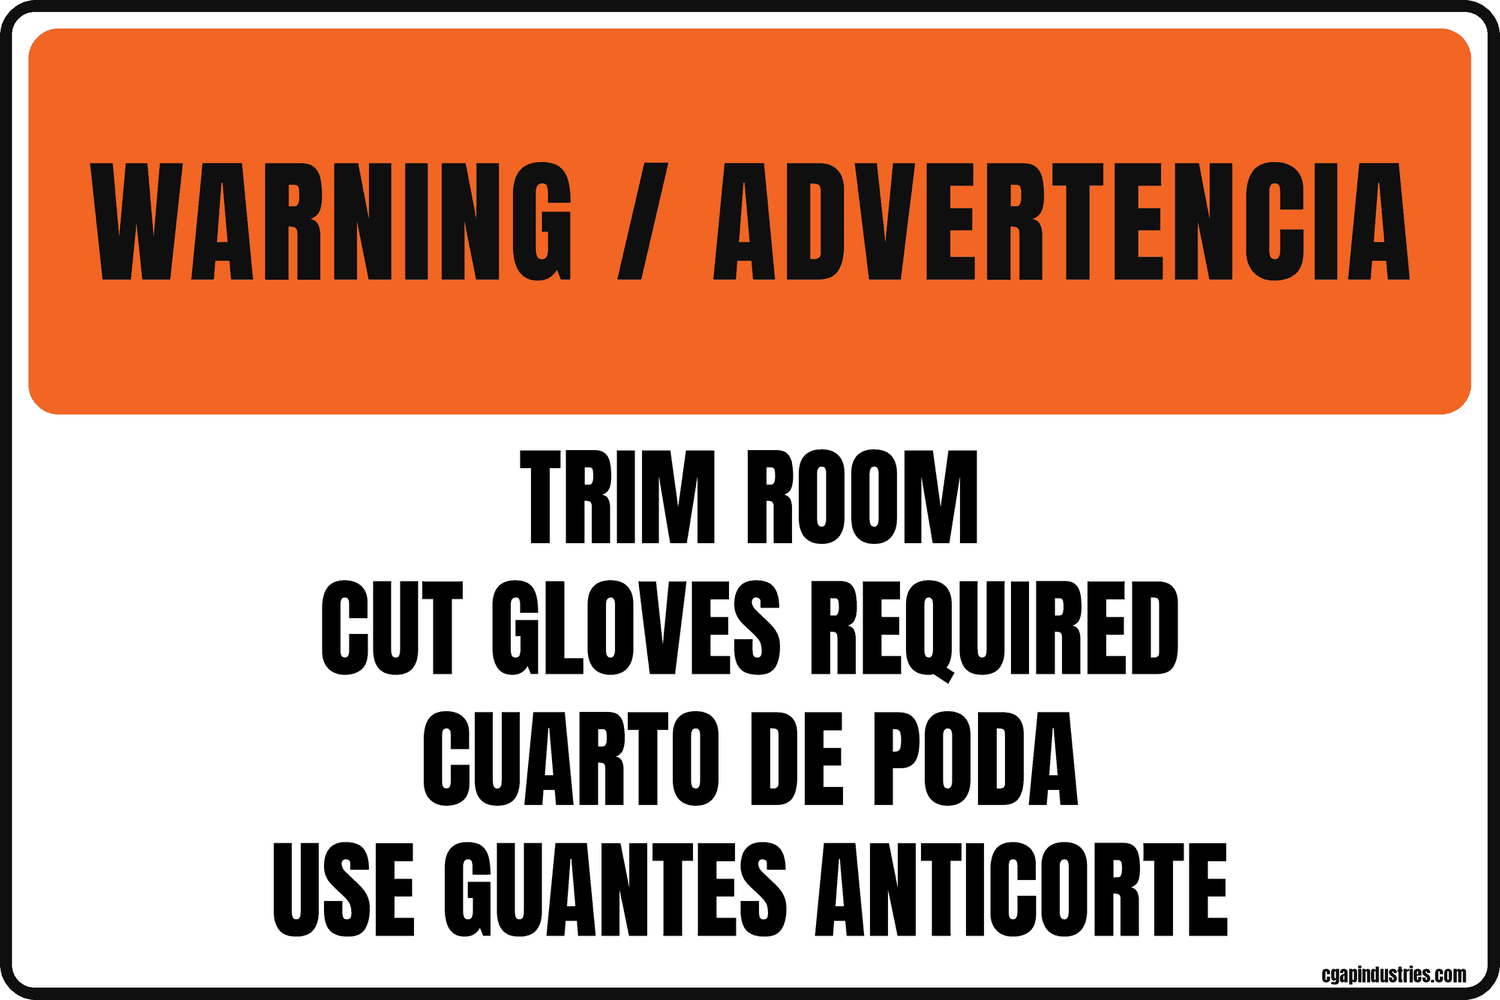 WARNING / ADVERTENCIA
TRIM ROOM
CUT GLOVES REQUIRED
CUARTO DE PODA
USE GUANTES ANTICORTE
cgapindustries.com